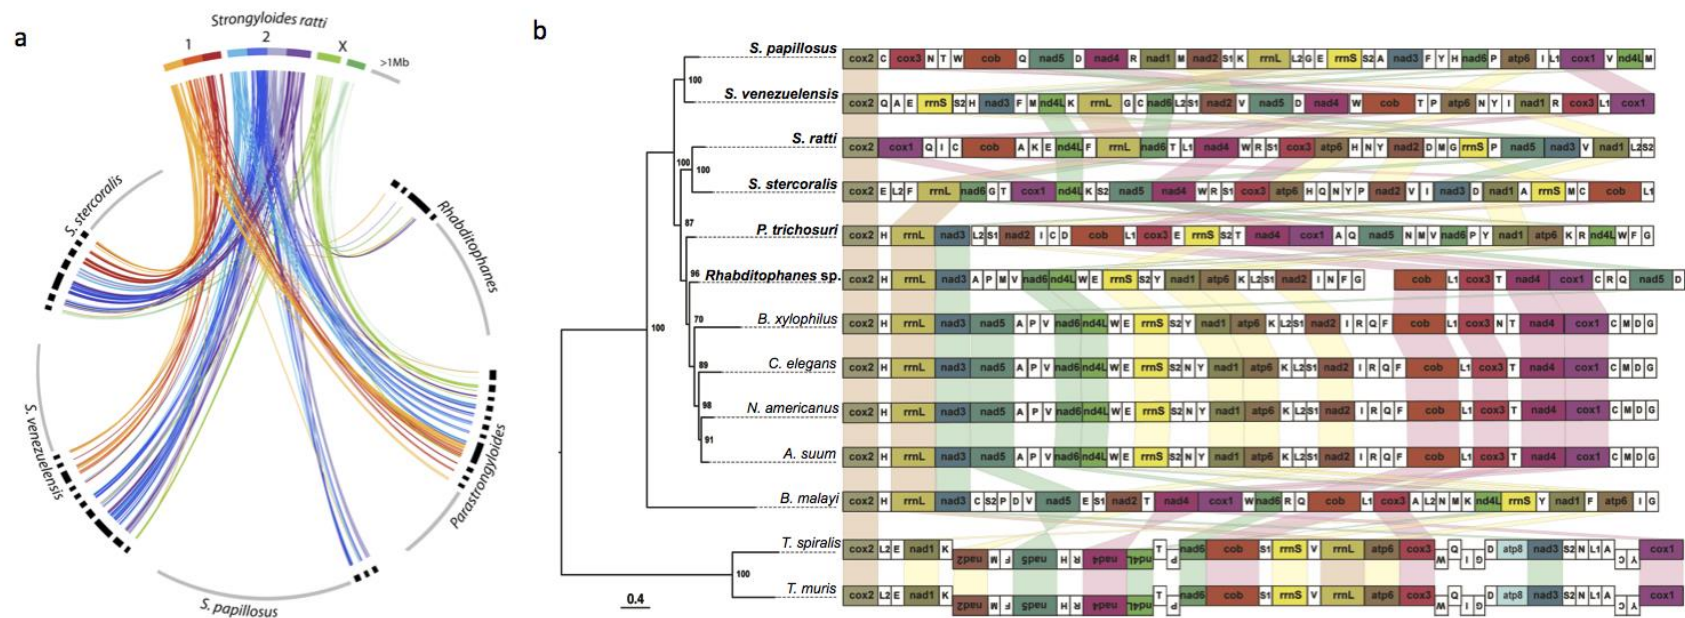 a
Strongyloides ratti
1
2
X
>1Mb
S. stercoralis
Rhabditophanes
S. venezuelensis
Parastrongyloides
S. papillosus
b
S. papillosus
cox2 C cox3 N T W cob Q nad5 D nad4 R nad1 M nad2 S1 K rrnL L2 G E rrnS S2 A nad3 F Y H nad6 P atp6 I L1 cox1 V nd4L M
100
S. venezuelensis
cox2 Q A E rrnS S2 H nad3 F M nd4L K rrnL G C nad6 L2 S1 nad2 V nad5 D nad4 W cob T P atp6 N Y I nad1 R cox3 L1 cox1
S. ratti
cox2 cox1 Q I C cob A K E nd4L F rrnL nad6 T L1 nad4 W R S1 cox3 atp6 H N Y nad2 D M G rrnS P nad5 nad3 V nad1 L2 S2
100
100
S. stercoralis
cox2 E L2 F rrnL nad6 G T cox1 nd4L K S2 nad5 nad4 W R S1 cox3 atp6 H Q N Y P nad2 V I nad3 D nad1 A rrnS M C cob L1
87
P. trichosuri
cox2 H rrnL nad3 L2 S1 nad2 I C D cob L1 cox3 E rrnS S2 T nad4 cox1 A Q nad5 N M V nad6 P Y nad1 atp6 K R nd4L W F G
96
Rhabditophanes sp.
cox2 H rrnL nad3 A P M V nad6 nd4L W E rrnS S2 Y nad1 atp6 K L2 S1 nad2 I N F G cob L1 cox3 T nad4 cox1 C R Q nad5 D
70
B. xylophilus
cox2 H rrnL nad3 nad5 A P V nad6 nd4L W E rrnS S2 Y nad1 atp6 K L2 S1 nad2 I R Q F cob L1 cox3 N T nad4 cox1 C M D G
100
89
C. elegans
cox2 H rrnL nad3 nad5 A P V nad6 nd4L W E rrnS S2 N Y nad1 atp6 K L2 S1 nad2 I R Q F cob L1 cox3 T nad4 cox1 C M D G
98
N. americanus
cox2 H rrnL nad3 nad5 A P V nad6 nd4L W E rrnS S2 N Y nad1 atp6 K L2 S1 nad2 I R Q F cob L1 cox3 T nad4 cox1 C M D G
91
A. suum
cox2 H rrnL nad3 nad5 A P V nad6 nd4L W E rrnS S2 N Y nad1 atp6 K L2 S1 nad2 I R Q F cob L1 cox3 T nad4 cox1 C M D G
B. malayi
cox2 H rrnL nad3 C S2 P D V nad5 E S1 nad2 T nad4 cox1 W nad6 R Q cob L1 cox3 A L2 N M K nd4L rrnS Y nad1 F atp6 I G
T. spiralis
cox2 L2 E nad1 K nad2 M F nad5 H R nad4 nd4L T P nad6 cob S1 rrnS V rrnL atp6 cox3 W Q I G D atp8 nad3 S2 N L1 A C Y cox1
100
T. muris
cox2 L2 E nad1 K nad2 M F nad5 H R nad4 nd4L T P nad6 cob S1 rrnS V rrnL atp6 cox3 W Q I G D atp8 nad3 S2 N L1 A C Y cox1
0.4